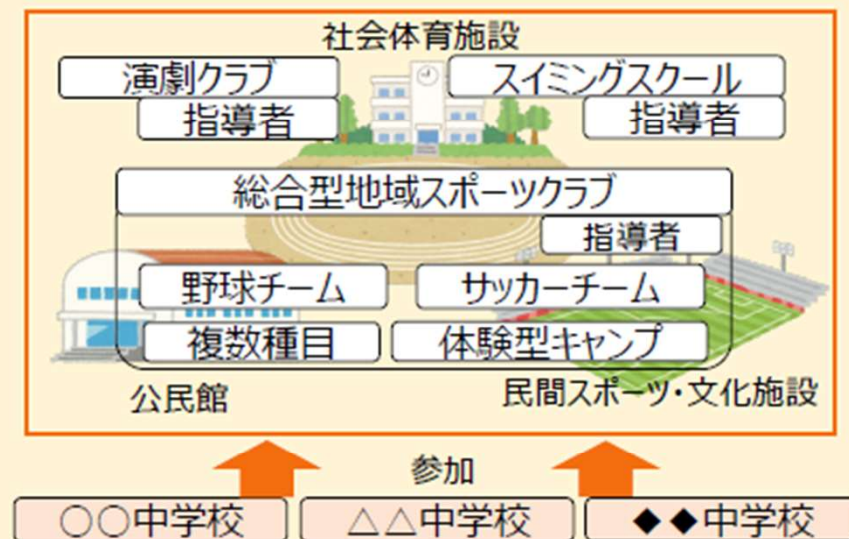 社会体育施設
演劇クラブ
指導者
スイミングスクール
指導者
総合型地域スポーツクラブ
指導者
野球チーム
サッカーチーム
複数種目
体験型キャンプ
公民館
民間スポーツ・文化施設
参加
○○中学校
△△中学校
◆◆中学校